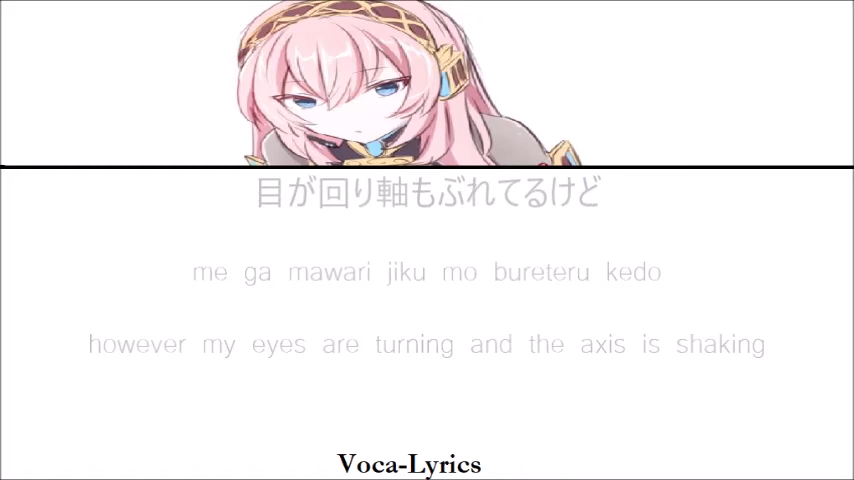 目が回り軸もぶれてるけど
me ga mawari jiku mo bureteru kedo
however my eyes are turning and the axis is shaking
Voca-Lyrics